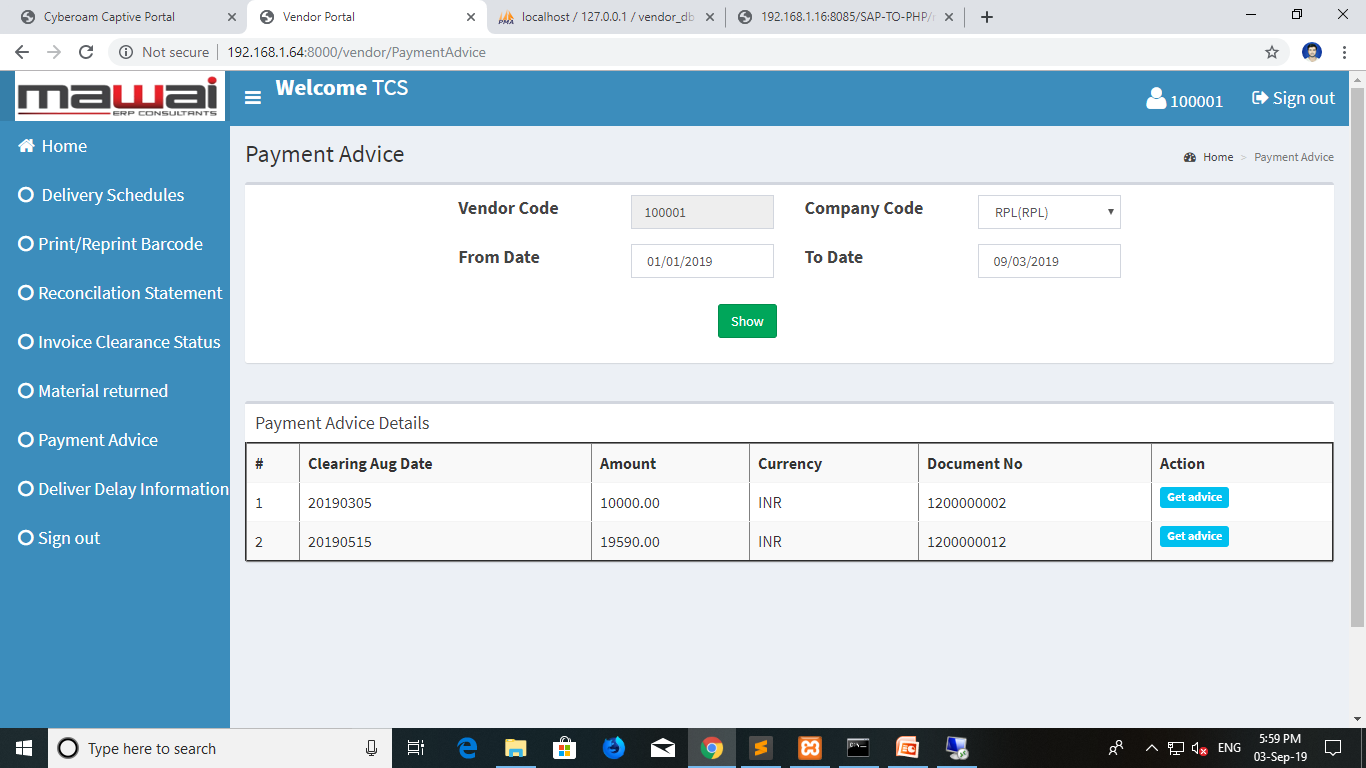 Cyberoam Captive Portal
Vendor Portal
localhost / 127.0.0.1 / vendor_db
192.168.1.16:8085/SAP-TO-PHP/
Not secure
192.168.1.64:8000/vendor/PaymentAdvice
mawai
ERP CONSULTANTS
Welcome TCS
100001
Sign out
Home
Delivery Schedules
Print/Reprint Barcode
Reconcilation Statement
Invoice Clearance Status
Material returned
Payment Advice
Deliver Delay Information
Sign out
Payment Advice
Home > Payment Advice
Vendor Code 100001 Company Code RPL(RPL)
From Date 01/01/2019 To Date 09/03/2019
Show
Payment Advice Details
# Clearing Aug Date Amount Currency Document No Action
1 20190305 10000.00 INR 1200000002 Get advice
2 20190515 19590.00 INR 1200000012 Get advice
Type here to search
ENG
5:59 PM
03-Sep-19